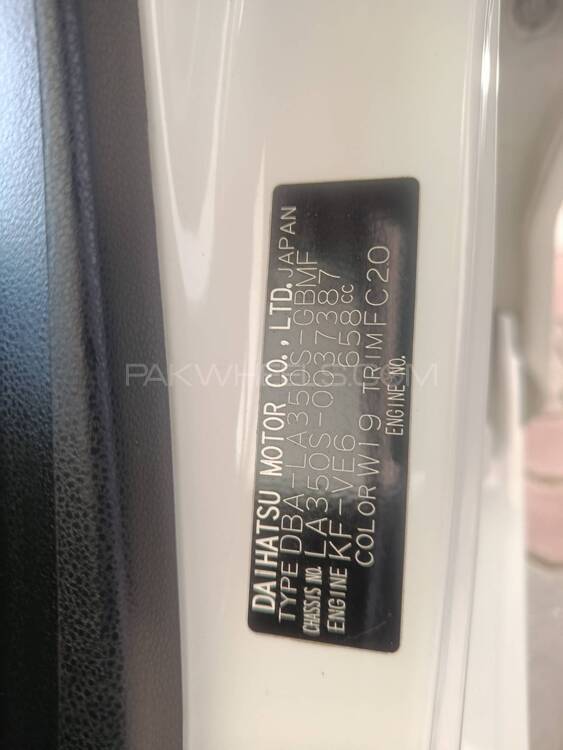 DAIHATSU MOTOR CO., LTD. JAPAN
TYPE DBA-LA350S-GBMF
CHASSIS NO. LA350S-0037387
ENGINE KF-VE6 658cc
COLOR W19 TRIM FC20
ENGINE NO.
PAKWHEELS.COM